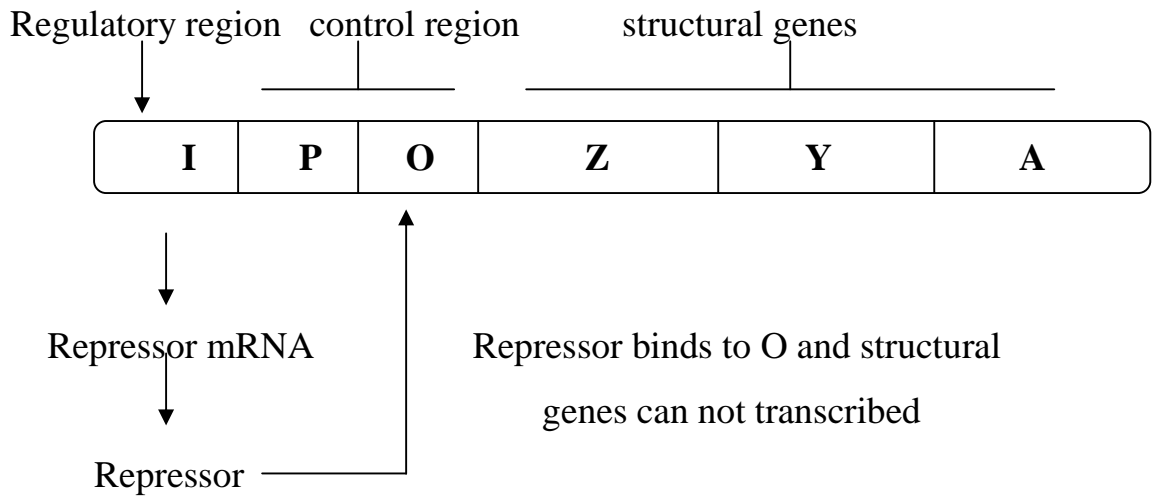 Regulatory region control region structural genes
I P O Z Y A
Repressor mRNA
Repressor binds to O and structural
genes can not transcribed
Repressor